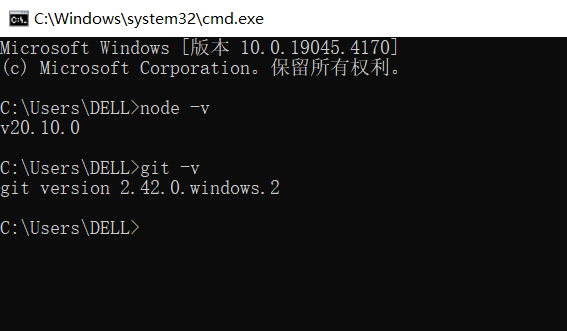 C:\Windows\system32\cmd.exe
Microsoft Windows [版本 10.0.19045.4170]
(c) Microsoft Corporation。保留所有权利。
C:\Users\DELL>node -v
v20.10.0
C:\Users\DELL>git -v
git version 2.42.0.windows.2
C:\Users\DELL>